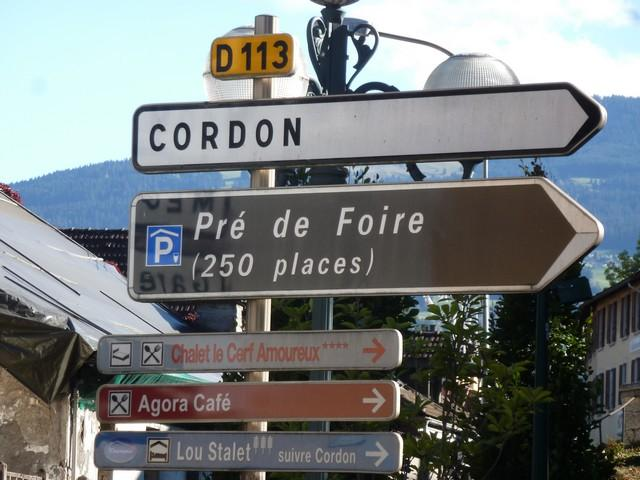 D 113
CORDON
P
Pré de Foire
(250 places)
Chalet le Cerf Amoureux ****
Agora Café
Lou Stalet suivre Cordon